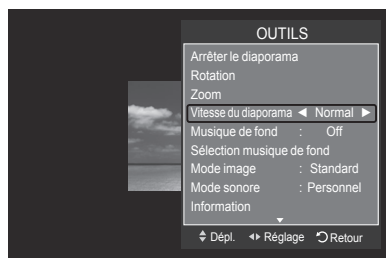 OUTILS
Arrêter le diaporama
Rotation
Zoom
Vitesse du diaporama ◀ Normal ▶
Musique de fond : Off
Sélection musique de fond
Mode image : Standard
Mode sonore : Personnel
Information
Dépl. Réglage Retour